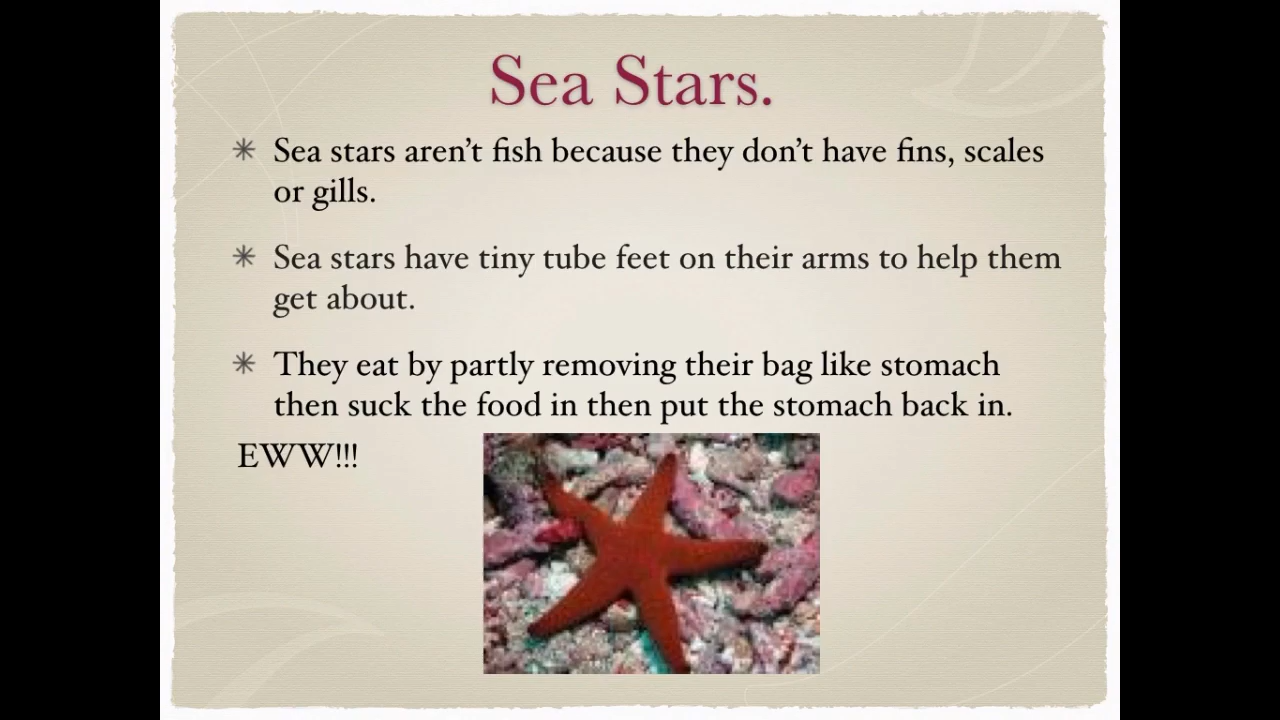 Sea Stars.
Sea stars aren’t fish because they don’t have fins, scales
or gills.
Sea stars have tiny tube feet on their arms to help them
get about.
They eat by partly removing their bag like stomach
then suck the food in then put the stomach back in.
EWW!!!